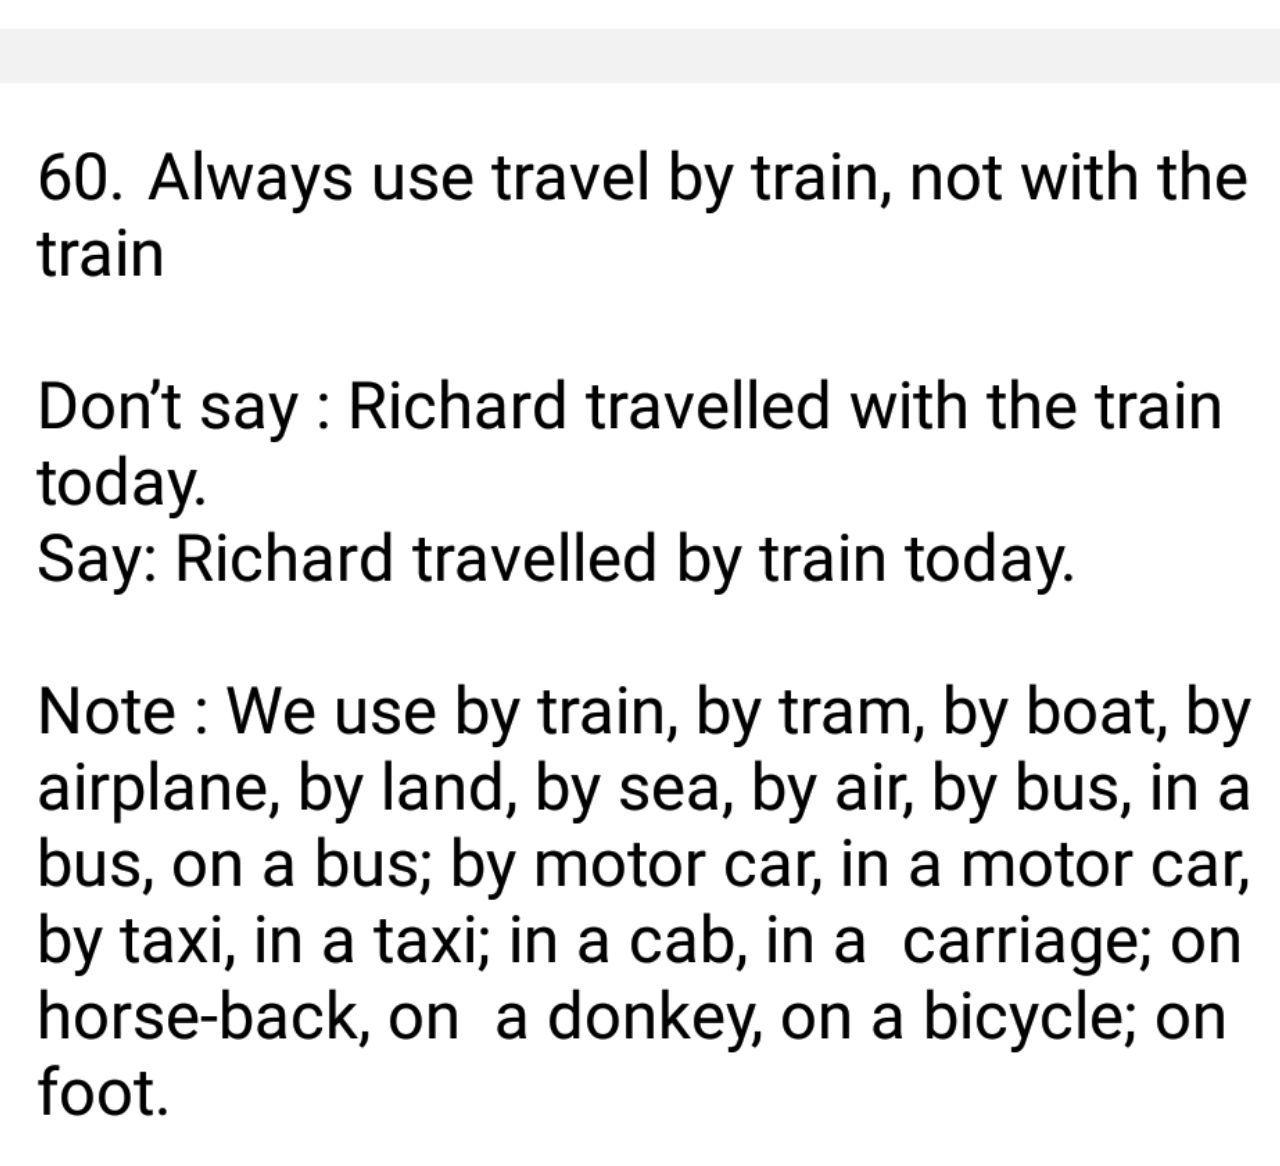 60. Always use travel by train, not with the
train
Don’t say : Richard travelled with the train
today.
Say: Richard travelled by train today.
Note : We use by train, by tram, by boat, by
airplane, by land, by sea, by air, by bus, in a
bus, on a bus; by motor car, in a motor car,
by taxi, in a taxi; in a cab, in a  carriage; on
horse-back, on  a donkey, on a bicycle; on
foot.